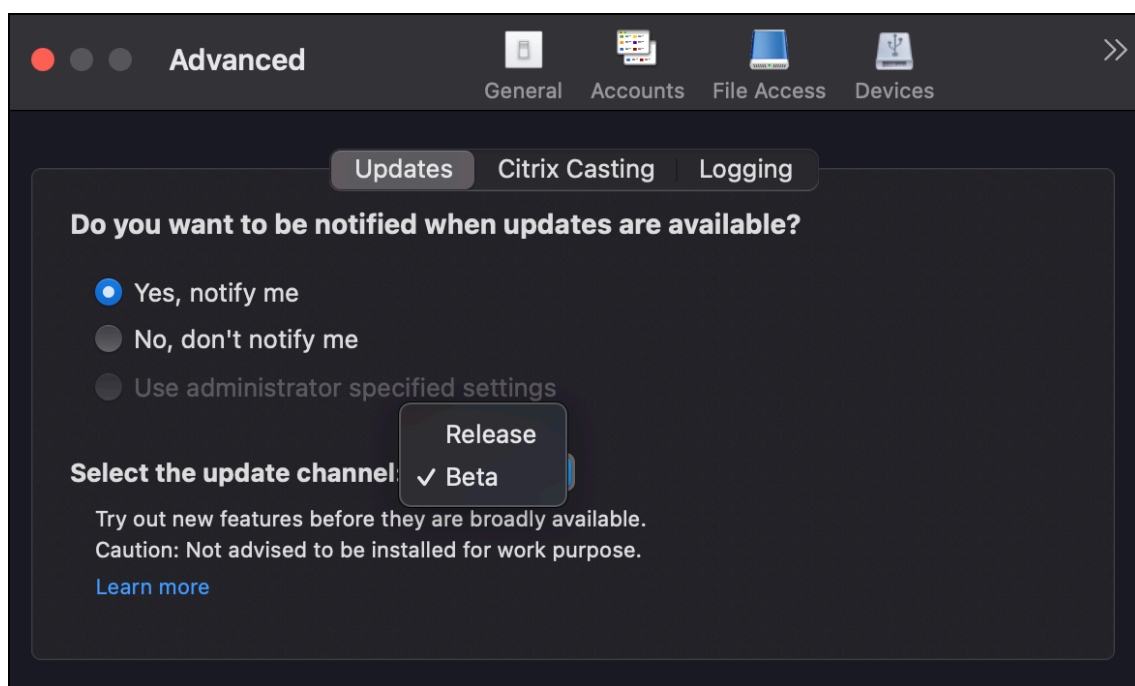 Advanced
General
Accounts
File Access
Devices
Updates
Citrix Casting
Logging
Do you want to be notified when updates are available?
Yes, notify me
No, don't notify me
Use administrator specified settings
Select the update channel:
Release
✓ Beta
Try out new features before they are broadly available.
Caution: Not advised to be installed for work purpose.
Learn more